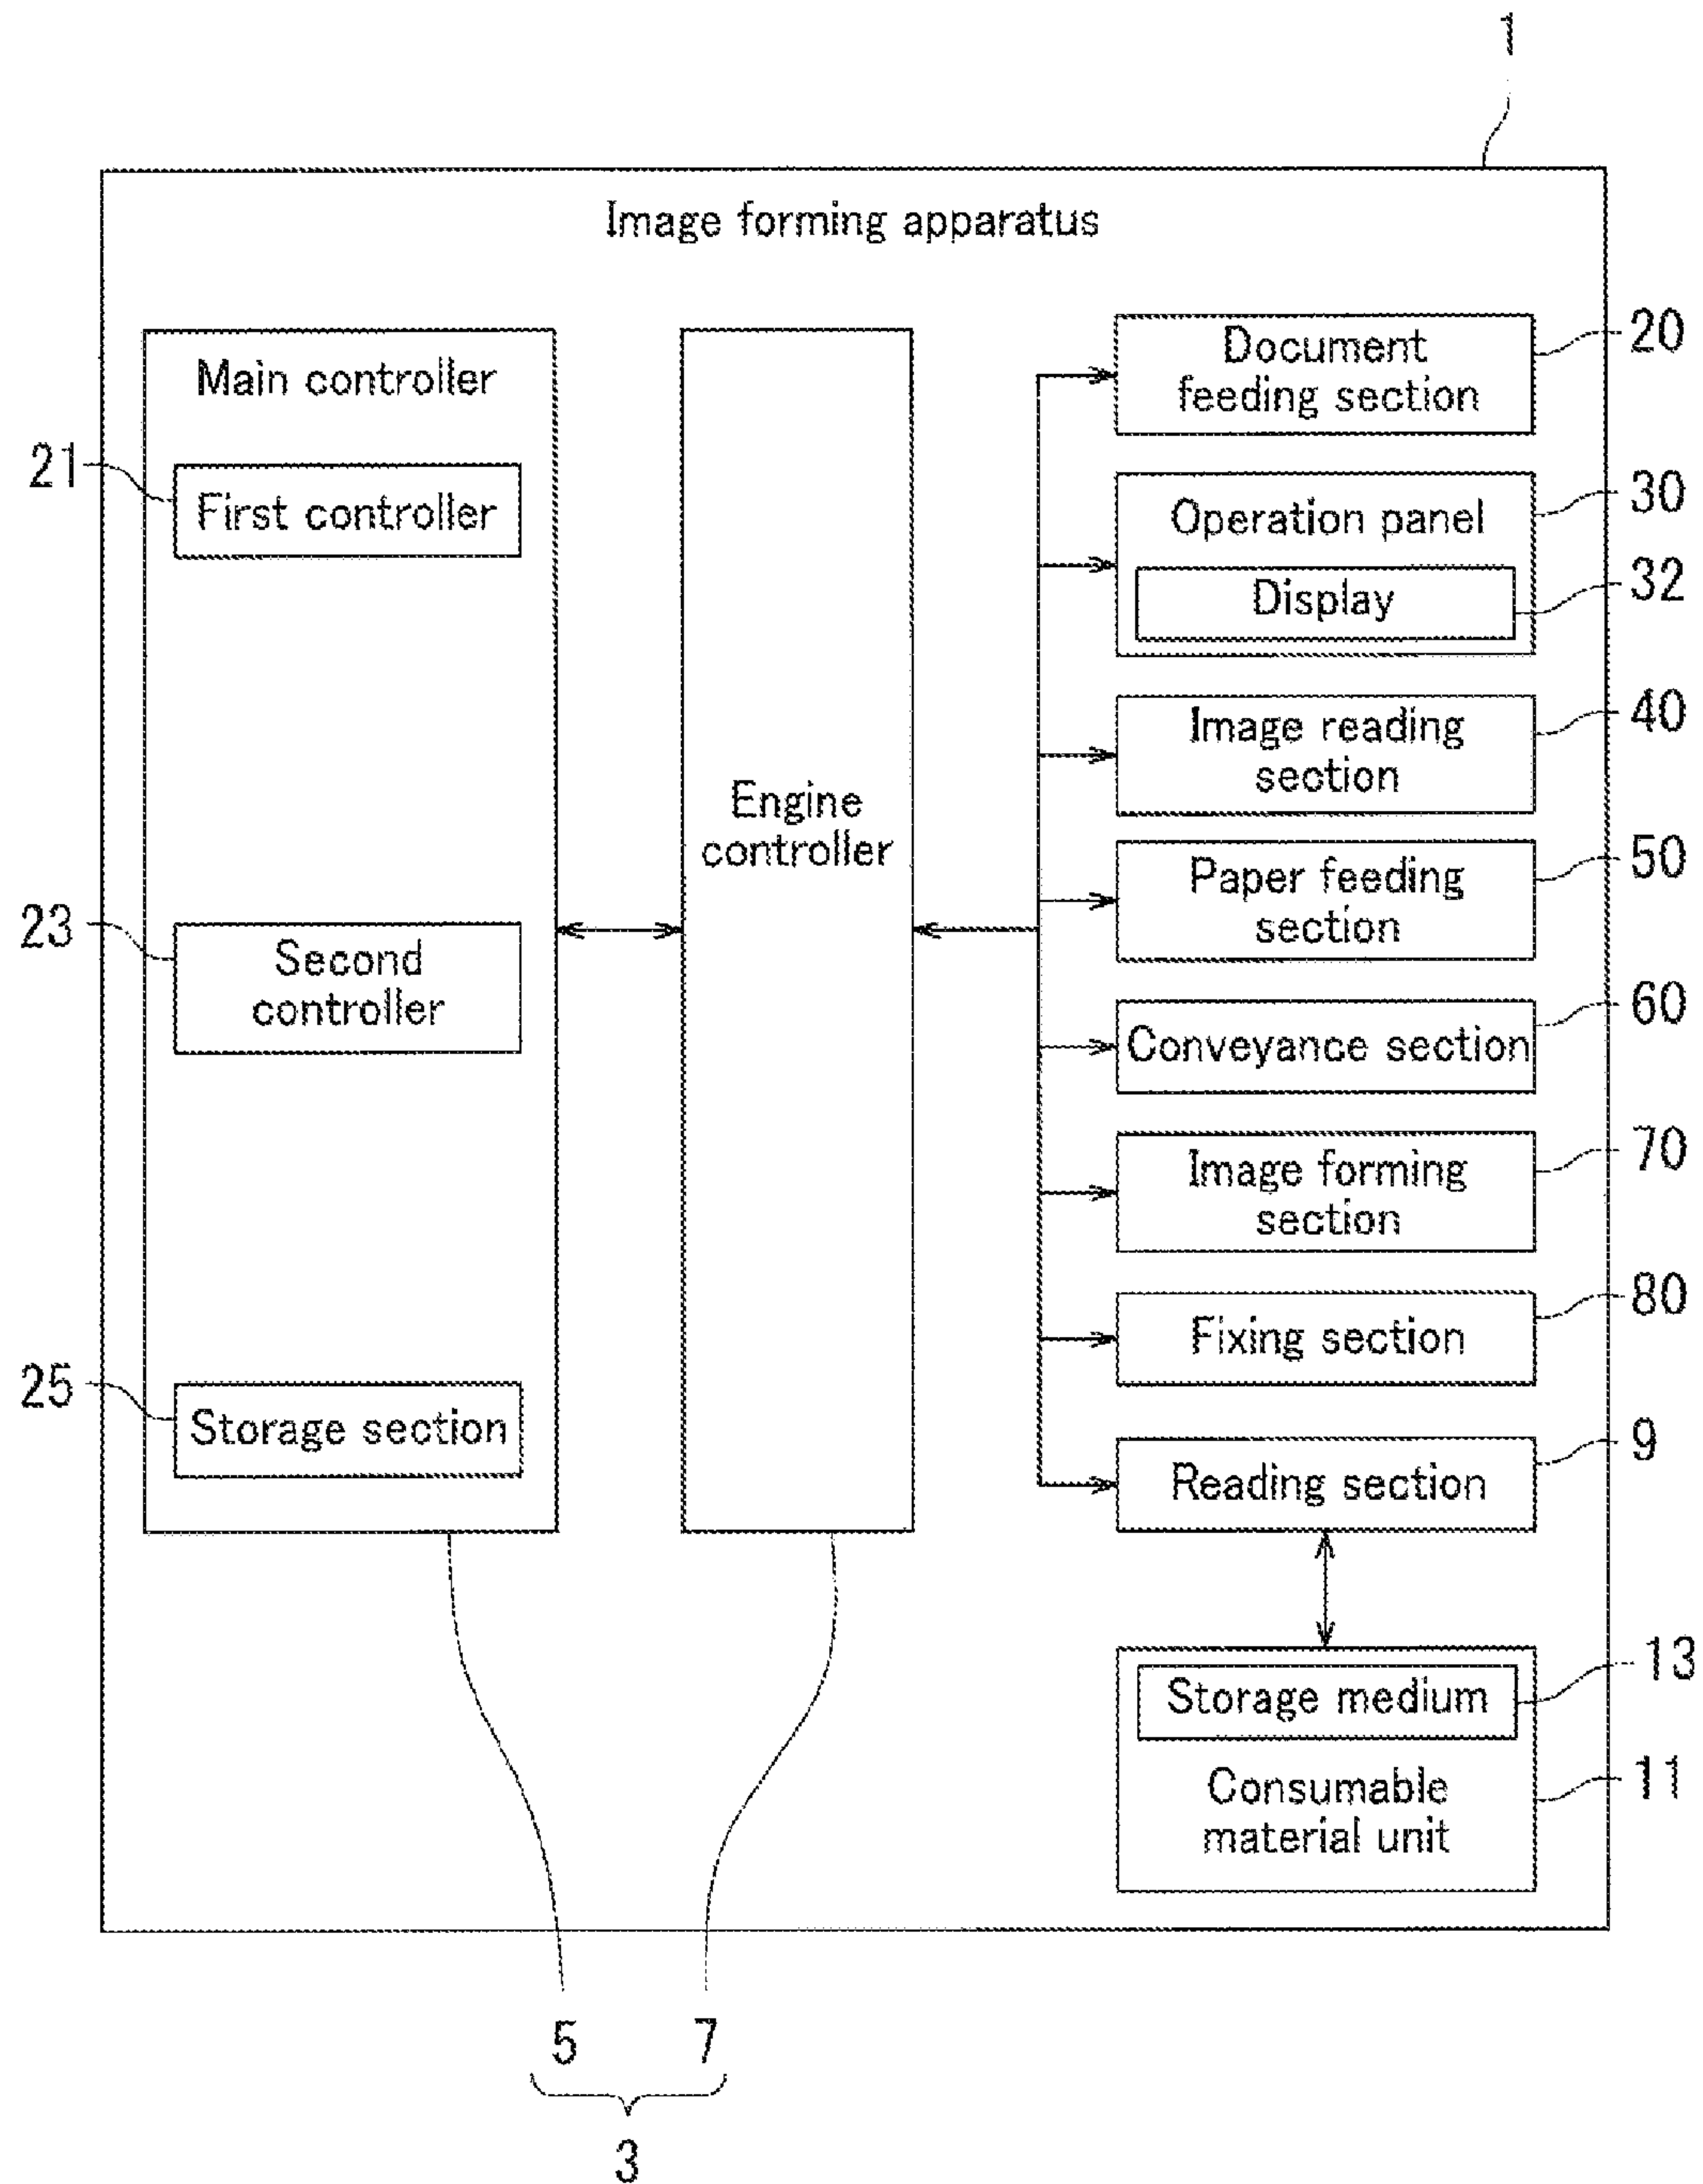 1
Image forming apparatus
Main controller
21
First controller
23
Second
controller
25
Storage section
Engine
controller
Document
feeding section
20
Operation panel
30
Display
32
Image reading
section
40
Paper feeding
section
50
Conveyance section
60
Image forming
section
70
Fixing section
80
Reading section
9
Storage medium
13
Consumable
material unit
11
5
7
3